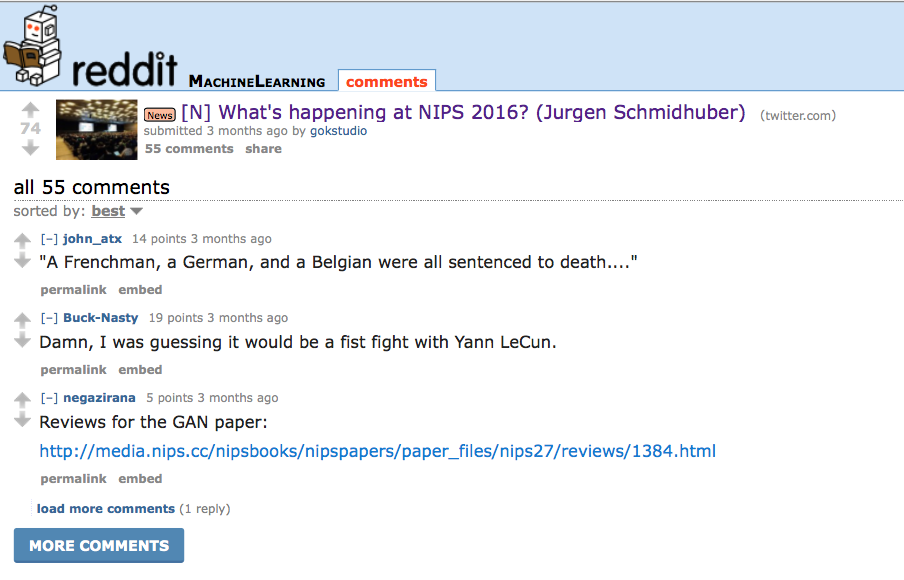 reddit MACHINELEARNING comments
74
News [N] What's happening at NIPS 2016? (Jurgen Schmidhuber) (twitter.com)
submitted 3 months ago by gokstudio
55 comments share
all 55 comments
sorted by: best
[–] john_atx 14 points 3 months ago
"A Frenchman, a German, and a Belgian were all sentenced to death...."
permalink embed
[–] Buck-Nasty 19 points 3 months ago
Damn, I was guessing it would be a fist fight with Yann LeCun.
permalink embed
[–] negazirana 5 points 3 months ago
Reviews for the GAN paper:
http://media.nips.cc/nipsbooks/nipspapers/paper_files/nips27/reviews/1384.html
permalink embed
load more comments (1 reply)
MORE COMMENTS